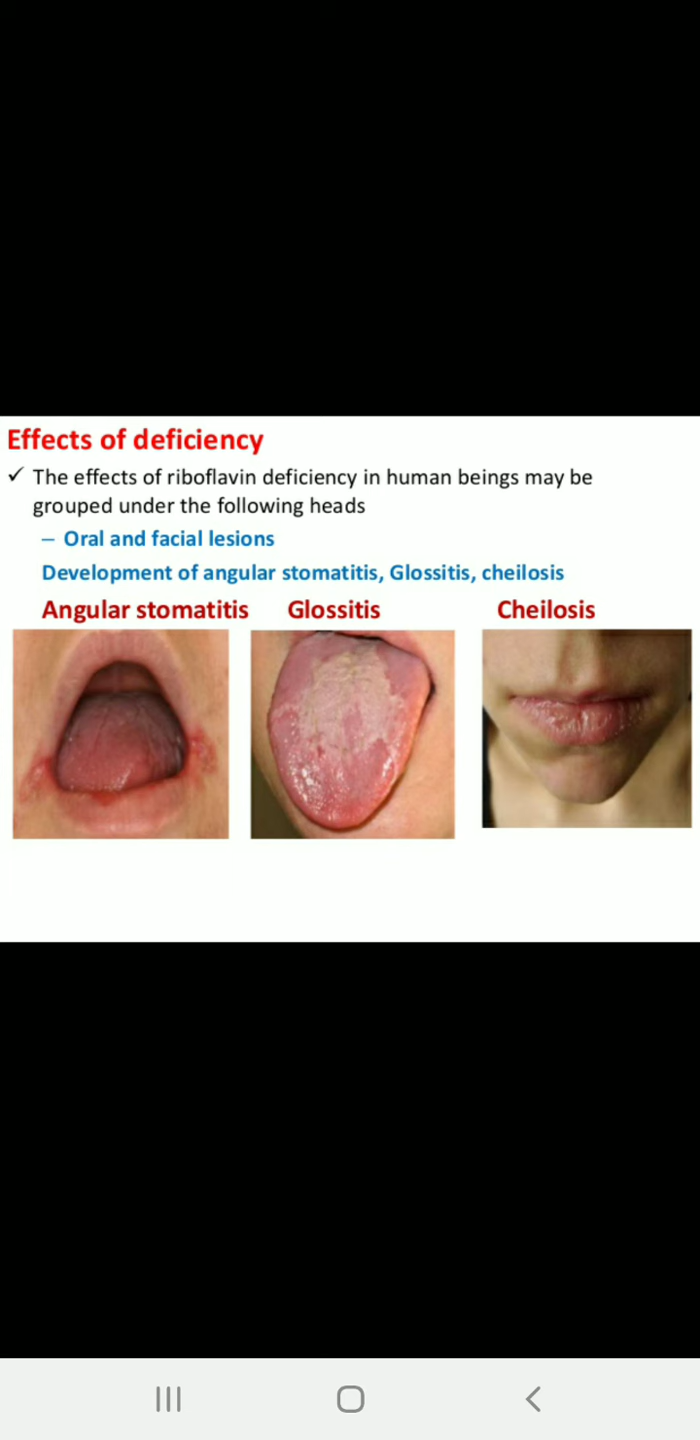 Effects of deficiency
✓ The effects of riboflavin deficiency in human beings may be
grouped under the following heads
– Oral and facial lesions
Development of angular stomatitis, Glossitis, cheilosis
Angular stomatitis Glossitis Cheilosis